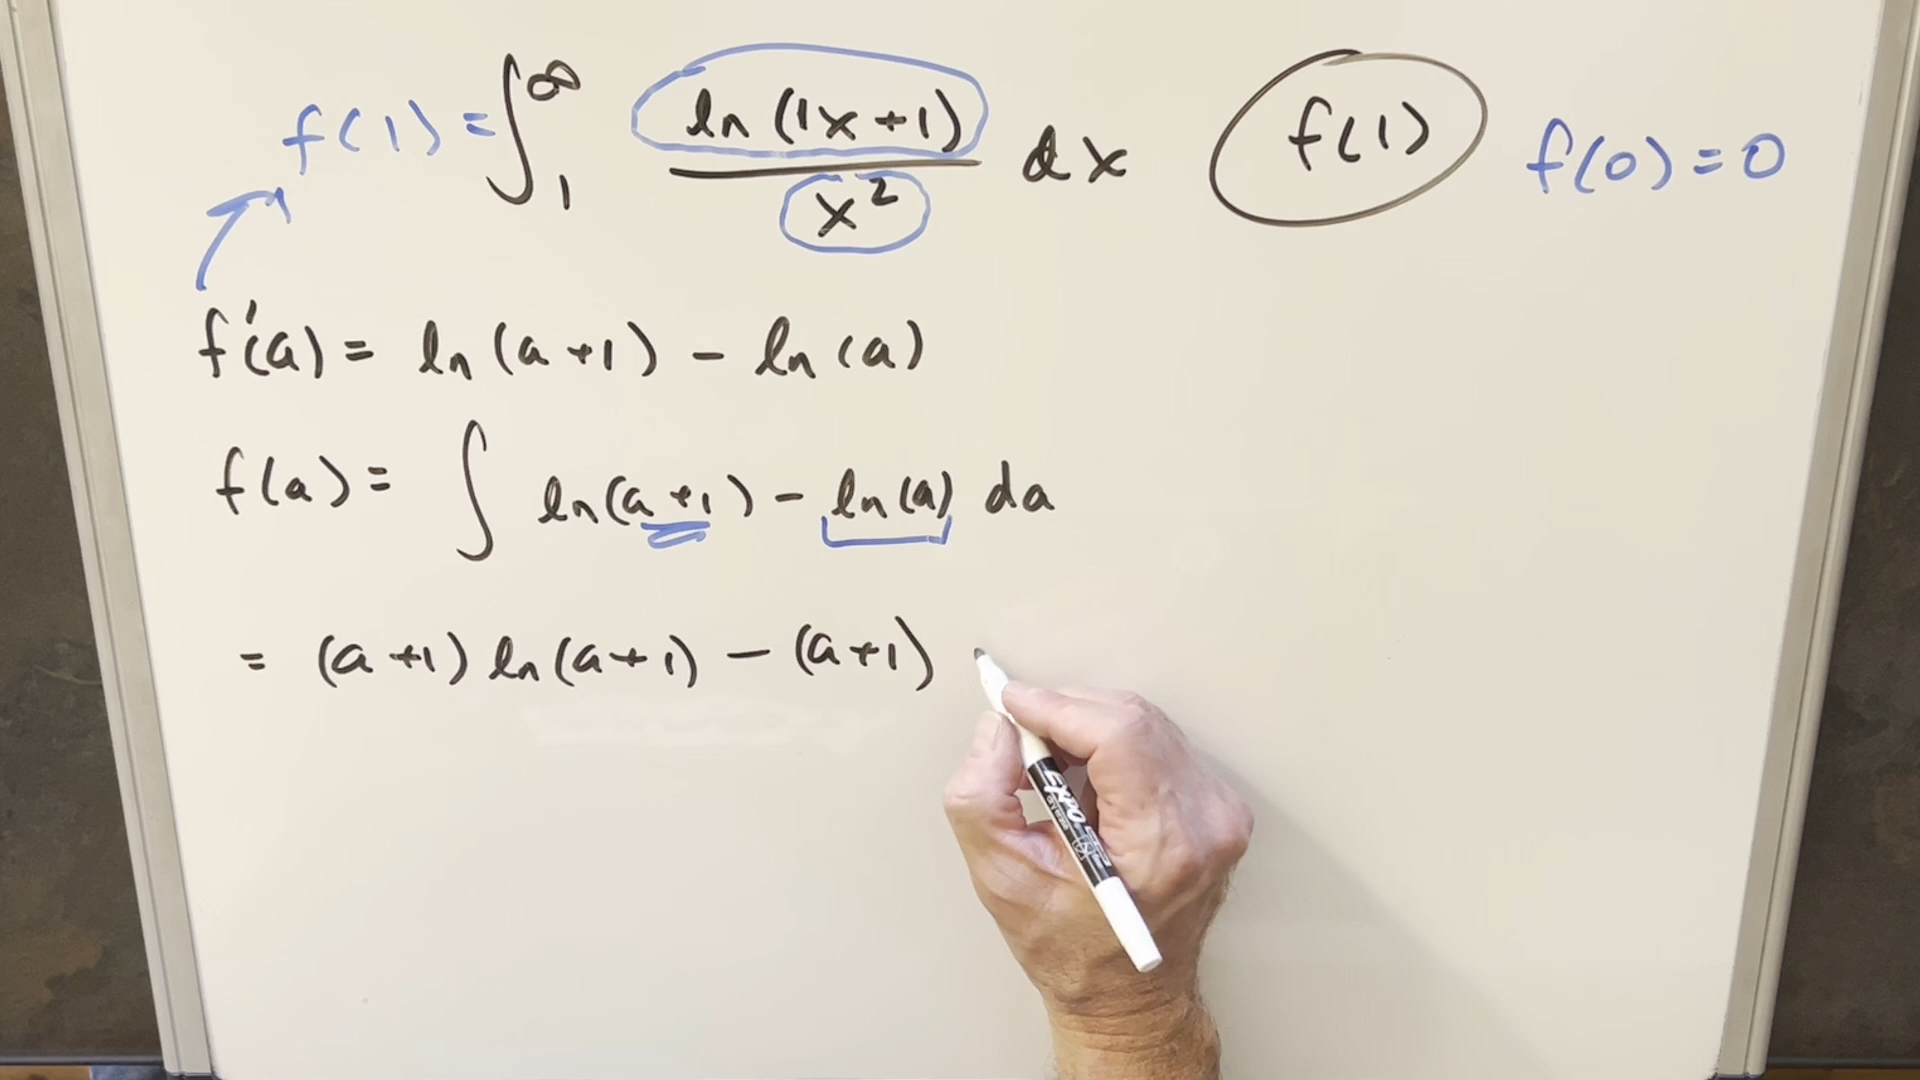 f(1) = ∫₁^∞ ln(1x+1) / x² dx f(1) f(0)=0
f'(a) = ln(a+1) - ln(a)
f(a) = ∫ ln(a+1) - ln(a) da
= (a+1) ln(a+1) - (a+1)
EXPO